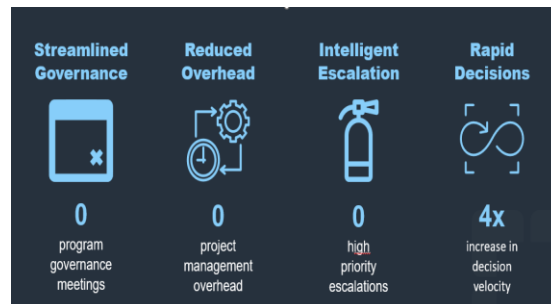 Streamlined
Governance
0
program
governance
meetings
Reduced
Overhead
0
project
management
overhead
Intelligent
Escalation
0
high
priority
escalations
Rapid
Decisions
4x
increase in
decision
velocity